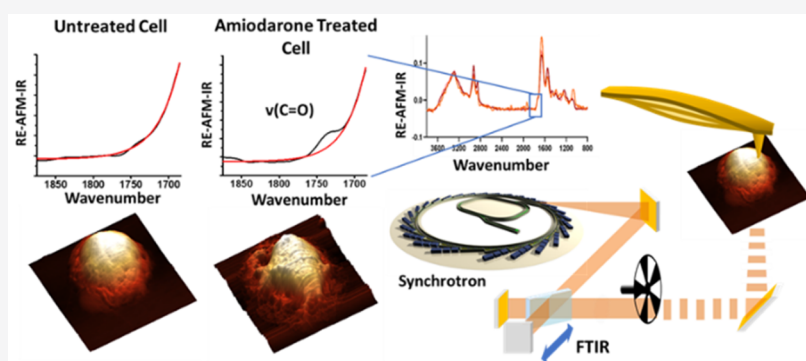 Untreated Cell
Amiodarone Treated
Cell
RE-AFM-IR
1850
1800
1750
1700
Wavenumber
RE-AFM-IR
ν(C=O)
1850
1800
1750
1700
Wavenumber
RE-AFM-IR
0.1
0.0
3600
3200
2800
2400
2000
1600
1200
800
Wavenumber
Synchrotron
FTIR